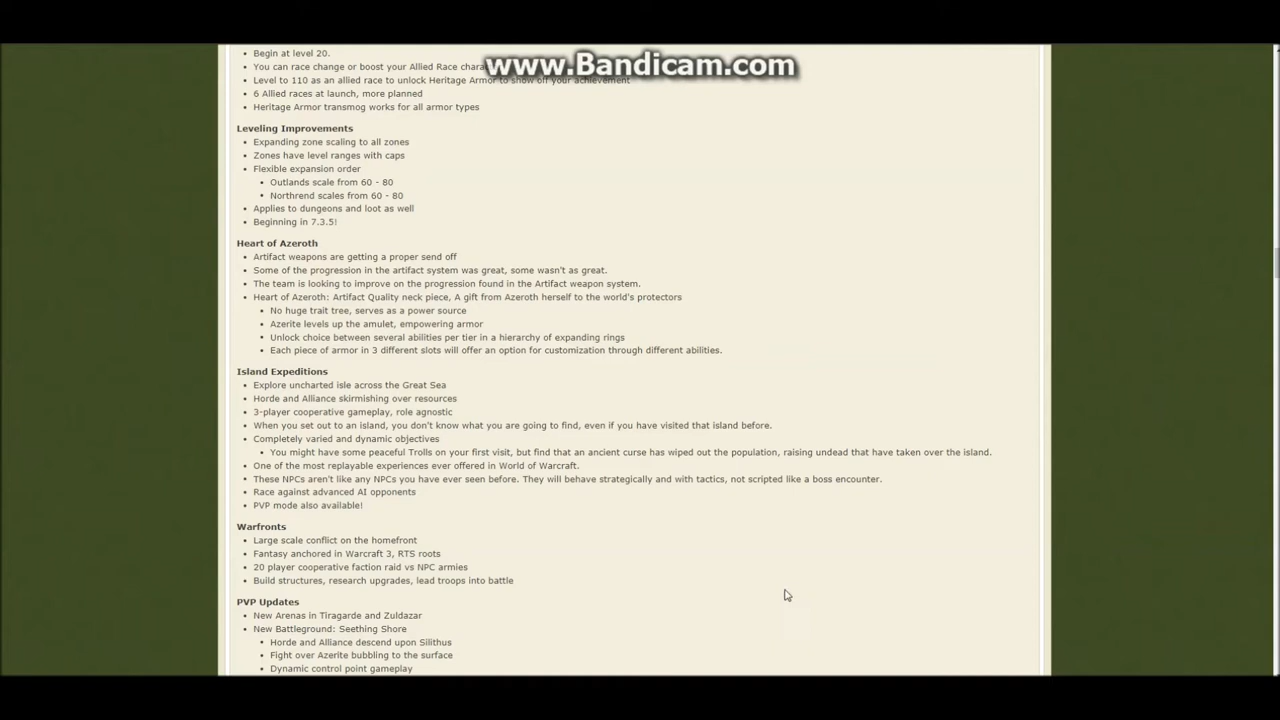 Begin at level 20.
www.Bandicam.com
You can race change or boost your Allied Race
Level to 110 as an allied race to unlock Heritage Armor to show off your achievement
6 Allied races at launch, more planned
Heritage Armor transmog works for all armor types
Leveling Improvements
Expanding zone scaling to all zones
Zones have level ranges with caps
Flexible expansion order
Outlands scale from 60 - 80
Northrend scales from 60 - 80
Applies to dungeons and loot as well
Beginning in 7.3.5!
Heart of Azeroth
Artifact weapons are getting a proper send off
Some of the progression in the artifact system was great, some wasn't as great.
The team is looking to improve on the progression found in the Artifact weapon system.
Heart of Azeroth: Artifact Quality neck piece, A gift from Azeroth herself to the world's protectors
No huge trait tree, serves as a power source
Azerite levels up the amulet, empowering armor
Unlock choice between several abilities per tier in a hierarchy of expanding rings
Each piece of armor in 3 different slots will offer an option for customization through different abilities.
Island Expeditions
Explore uncharted isle across the Great Sea
Horde and Alliance skirmishing over resources
3-player cooperative gameplay, role agnostic
When you set out to an island, you don't know what you are going to find, even if you have visited that island before.
Completely varied and dynamic objectives
You might have some peaceful Trolls on your first visit, but find that an ancient curse has wiped out the population, raising undead that have taken over the island.
One of the most replayable experiences ever offered in World of Warcraft.
These NPCs aren't like any NPCs you have ever seen before. They will behave strategically and with tactics, not scripted like a boss encounter.
Race against advanced AI opponents
PVP mode also available!
Warfronts
Large scale conflict on the homefront
Fantasy anchored in Warcraft 3, RTS roots
20 player cooperative faction raid vs NPC armies
Build structures, research upgrades, lead troops into battle
PVP Updates
New Arenas in Tiragarde and Zuldazar
New Battleground: Seething Shore
Horde and Alliance descend upon Silithus
Fight over Azerite bubbling to the surface
Dynamic control point gameplay